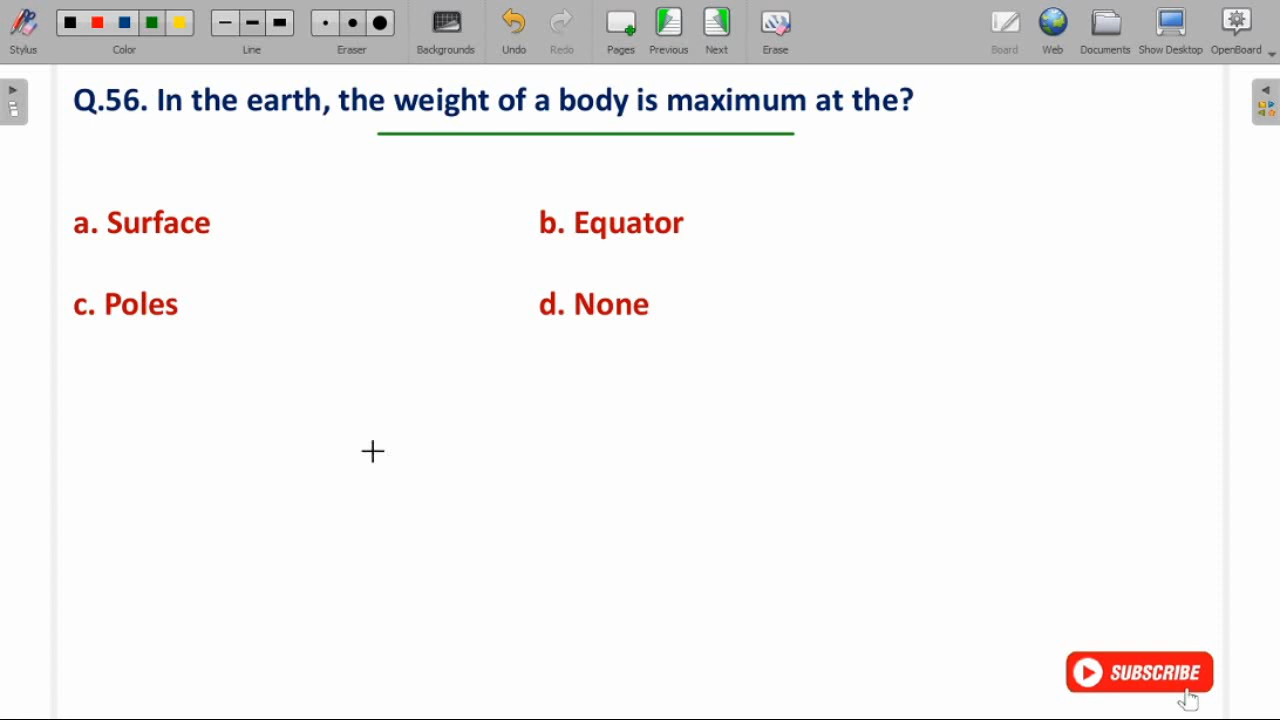 Stylus
Color
Line
Eraser
Backgrounds
Undo
Redo
Pages
Previous
Next
Erase
Board
Web
Documents
Show Desktop
OpenBoard
Q.56. In the earth, the weight of a body is maximum at the?
a. Surface
b. Equator
c. Poles
d. None
SUBSCRIBE